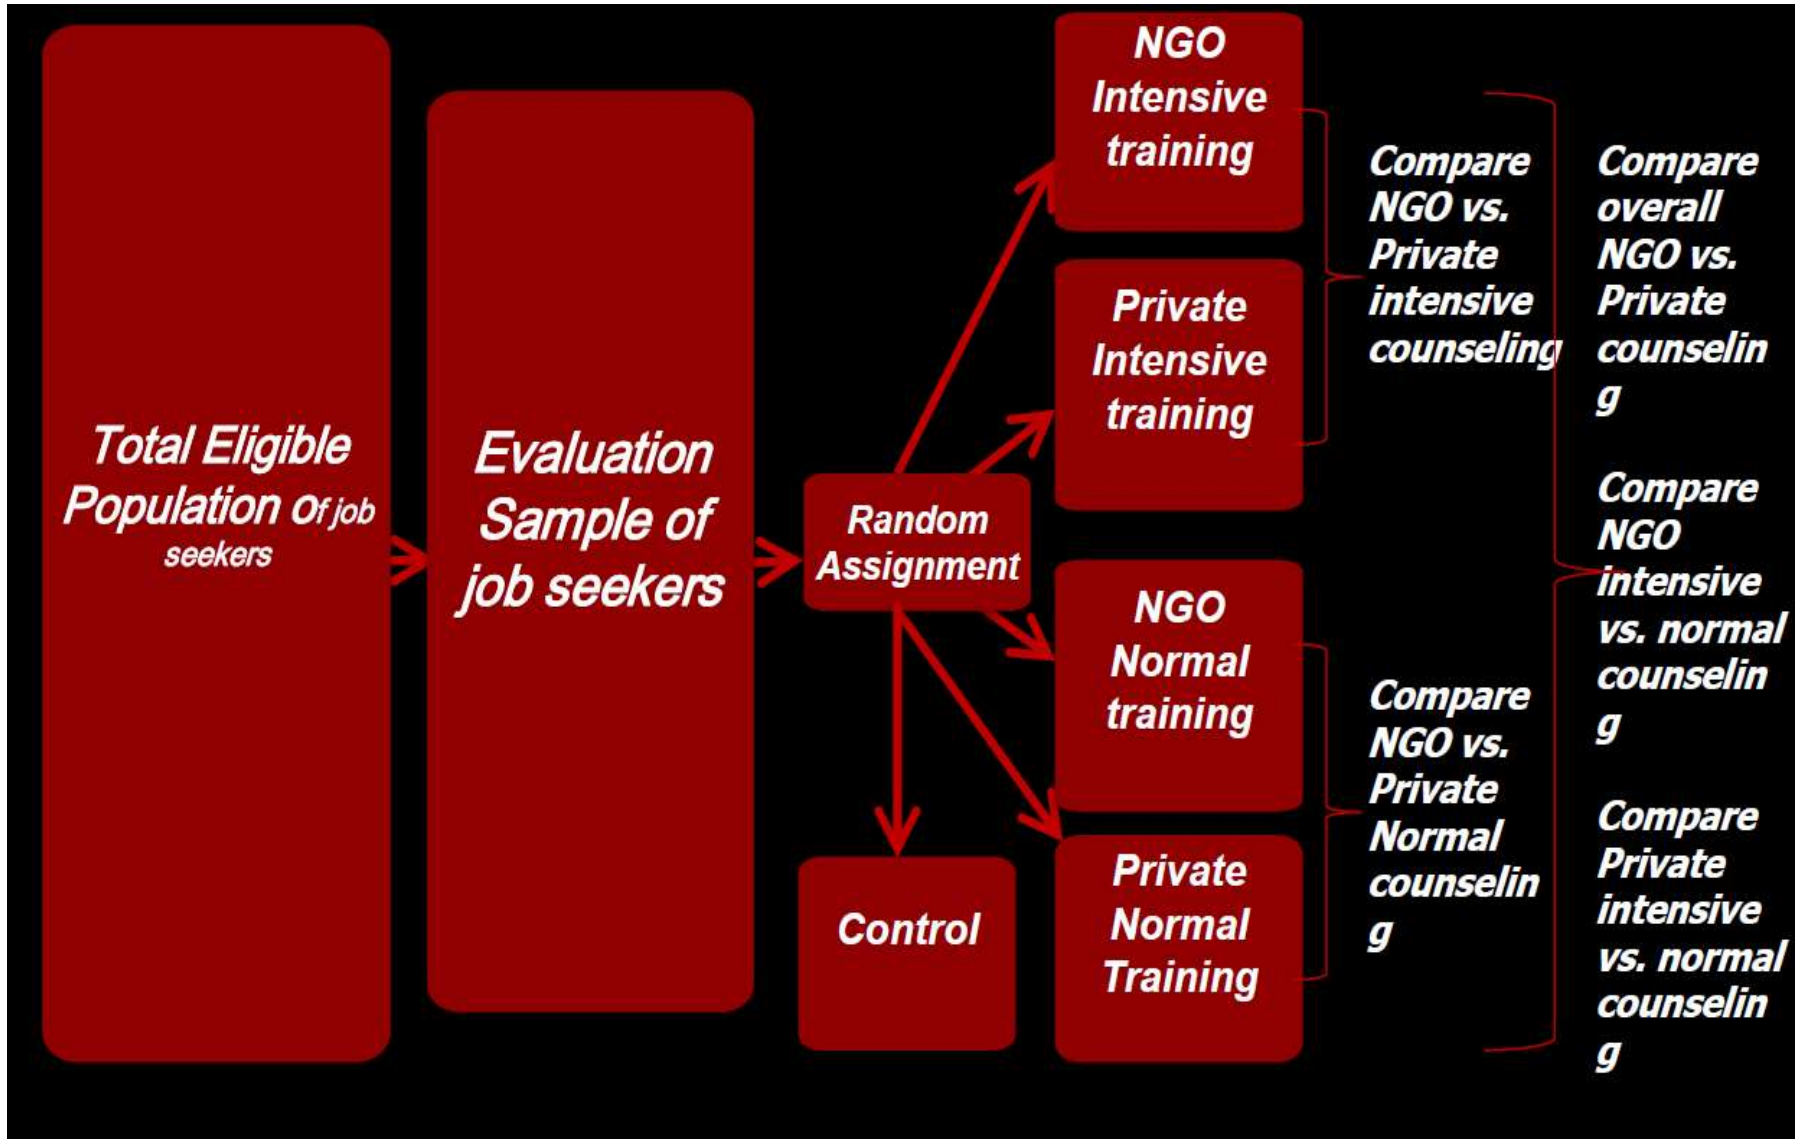 Total Eligible
Population of job
seekers
Evaluation
Sample of
job seekers
Random
Assignment
Control
NGO
Intensive
training
Private
Intensive
training
NGO
Normal
training
Private
Normal
Training
Compare
NGO vs.
Private
intensive
counseling
Compare
NGO vs.
Private
Normal
counselin
g
Compare
overall
NGO vs.
Private
counselin
g
Compare
NGO
intensive
vs. normal
counselin
g
Compare
Private
intensive
vs. normal
counselin
g